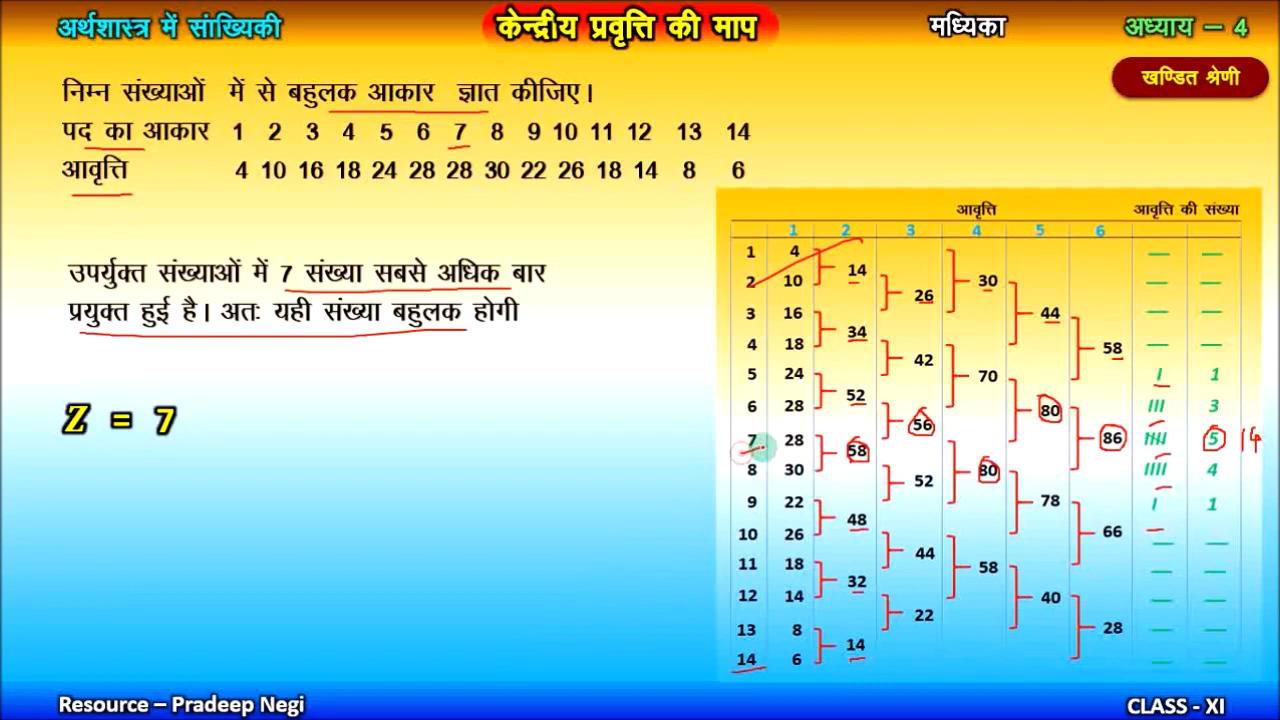 अर्थशास्त्र में सांख्यिकी
केन्द्रीय प्रवृत्ति की माप
मध्यिका
अध्याय – 4
खण्डित श्रेणी
निम्न संख्याओं में से बहुलक आकार ज्ञात कीजिए।
पद का आकार 1 2 3 4 5 6 7 8 9 10 11 12 13 14
आवृत्ति 4 10 16 18 24 28 28 30 22 26 18 14 8 6
उपर्युक्त संख्याओं में 7 संख्या सबसे अधिक बार
प्रयुक्त हुई है। अतः यही संख्या बहुलक होगी
Z = 7
आवृत्ति आवृत्ति की संख्या
1 2 3 4 5 6
1 4
14
2 10 30
26
3 16 44
34
4 18 58
42
5 24 70 I 1
52
6 28 80 III 3
56
7 28 86 IIII 5 14
58
8 30 80 IIII 4
52
9 22 78 I 1
48
10 26 66
44
11 18 58
32
12 14 40
22
13 8 28
14
14 6
Resource – Pradeep Negi
CLASS - XI